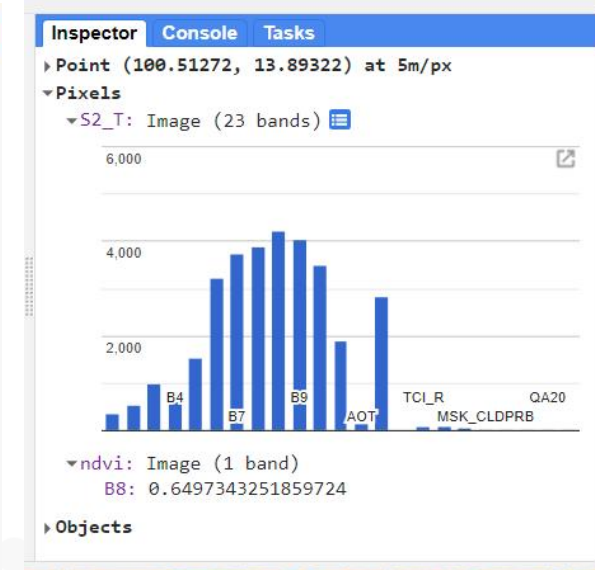 Inspector Console Tasks
Point (100.51272, 13.89322) at 5m/px
Pixels
S2_T: Image (23 bands)
6,000
4,000
2,000
B4 B9 TCI_R QA20
B7 AOT MSK_CLDPRB
ndvi: Image (1 band)
B8: 0.6497343251859724
Objects